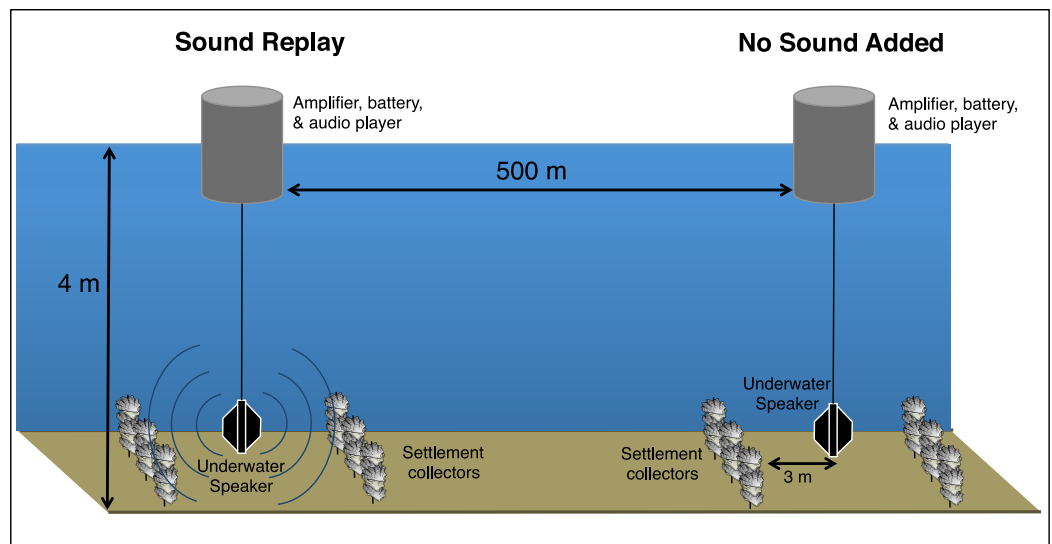 Sound Replay
No Sound Added
Amplifier, battery,
& audio player
Amplifier, battery,
& audio player
500 m
4 m
Underwater
Speaker
Settlement
collectors
Underwater
Speaker
Settlement
collectors
3 m